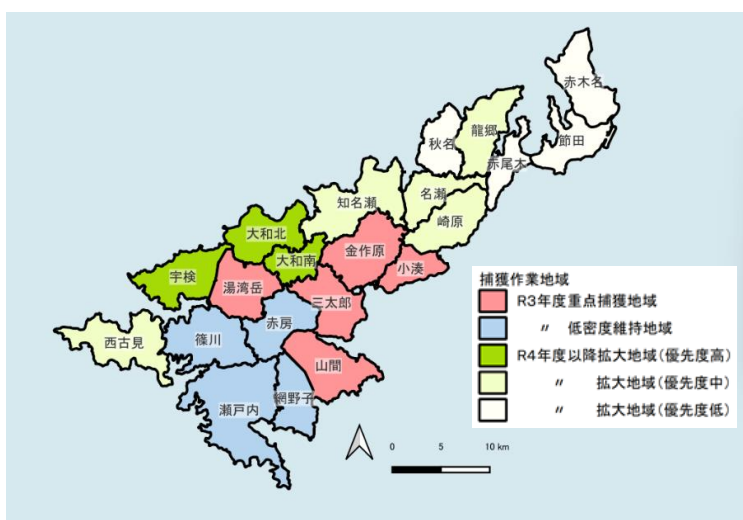 赤木名
龍郷
秋名
節田
赤尾木
名瀬
知名瀬
崎原
大和北
金作原
大和南
小湊
宇検
湯湾岳
三太郎
赤房
西古見
篠川
山間
網野子
瀬戸内
捕獲作業地域
R3年度重点捕獲地域
〃 低密度維持地域
R4年度以降拡大地域(優先度高)
〃 拡大地域(優先度中)
〃 拡大地域(優先度低)
0 5 10 km